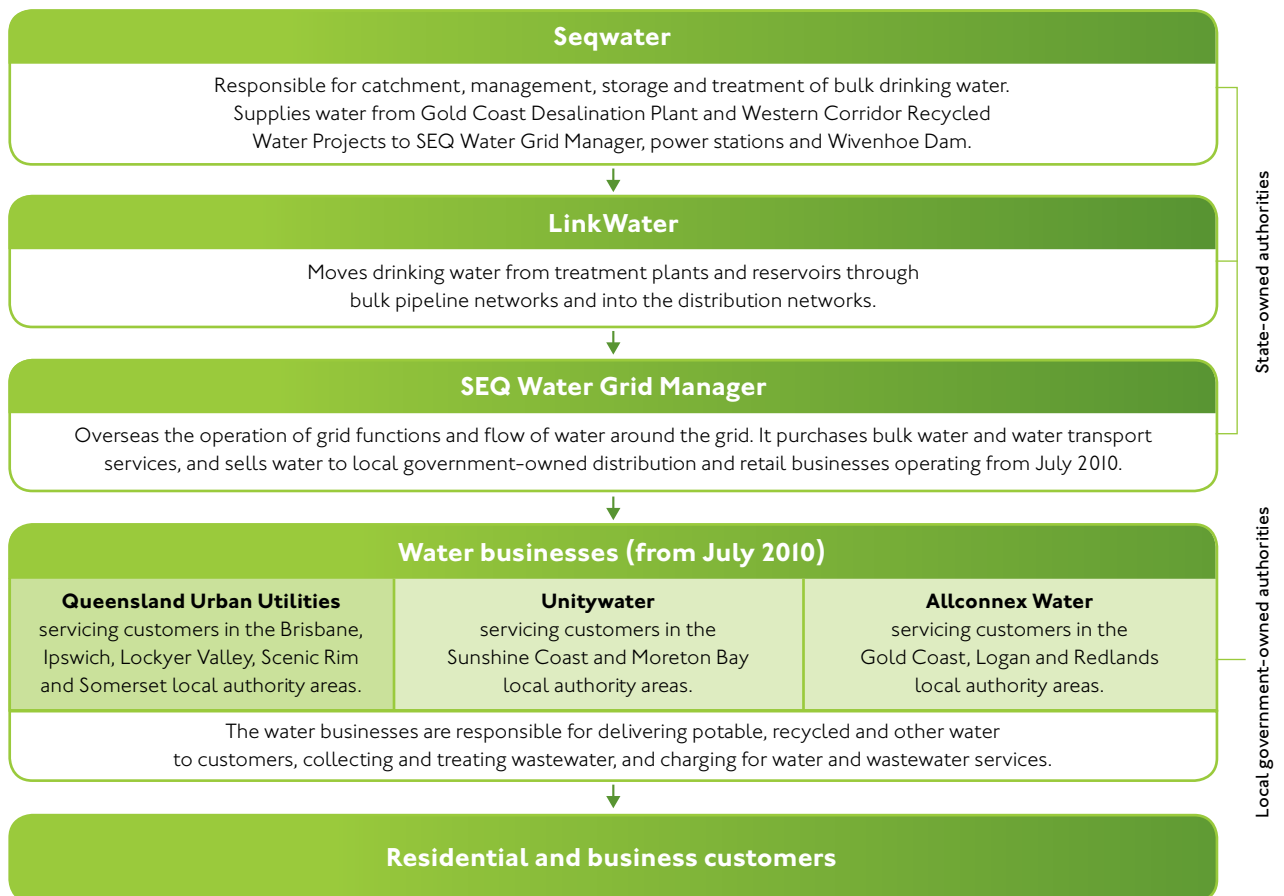 Seqwater
Responsible for catchment, management, storage and treatment of bulk drinking water.
Supplies water from Gold Coast Desalination Plant and Western Corridor Recycled
Water Projects to SEQ Water Grid Manager, power stations and Wivenhoe Dam.
LinkWater
Moves drinking water from treatment plants and reservoirs through
bulk pipeline networks and into the distribution networks.
SEQ Water Grid Manager
Overseas the operation of grid functions and flow of water around the grid. It purchases bulk water and water transport
services, and sells water to local government-owned distribution and retail businesses operating from July 2010.
State-owned authorities
Water businesses (from July 2010)
Queensland Urban Utilities
servicing customers in the Brisbane,
Ipswich, Lockyer Valley, Scenic Rim
and Somerset local authority areas.
Unitywater
servicing customers in the
Sunshine Coast and Moreton Bay
local authority areas.
Allconnex Water
servicing customers in the
Gold Coast, Logan and Redlands
local authority areas.
The water businesses are responsible for delivering potable, recycled and other water
to customers, collecting and treating wastewater, and charging for water and wastewater services.
Local government-owned authorities
Residential and business customers